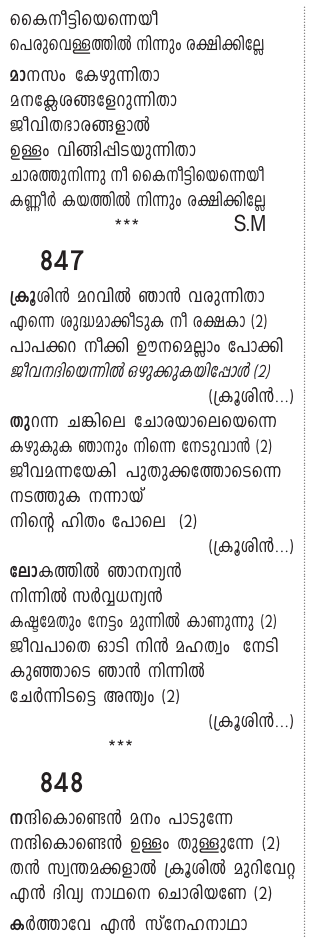 കൈനീട്ടിയെന്നെയീ
പെരുവെള്ളത്തിൽ നിന്നും രക്ഷിക്കില്ലേ
മാനസം കേഴുന്നിതാ
മനക്ലേശങ്ങളേറുന്നിതാ
ജീവിതഭാരങ്ങളാൽ
ഉള്ളം വിങ്ങിപ്പിടയുന്നിതാ
ചാരത്തുനിന്നു നീ കൈനീട്ടിയെന്നെയീ
കണ്ണീർ കയത്തിൽ നിന്നും രക്ഷിക്കില്ലേ
*** S.M
847
ക്രൂശിൻ മറവിൽ ഞാൻ വരുന്നിതാ
എന്നെ ശുദ്ധമാക്കീടുക നീ രക്ഷകാ (2)
പാപക്കറ നീക്കി ഊനമെല്ലാം പോക്കി
ജീവനദിയെന്നിൽ ഒഴുക്കുകയിപ്പോൾ (2)
(ക്രൂശിൻ...)
തുറന്ന ചങ്കിലെ ചോരയാലെയെന്നെ
കഴുകുക ഞാനും നിന്നെ നേടുവാൻ (2)
ജീവമന്നയേകി പുതുക്കത്തോടെന്നെ
നടത്തുക നന്നായ്
നിന്റെ ഹിതം പോലെ (2)
(ക്രൂശിൻ...)
ലോകത്തിൽ ഞാനന്യൻ
നിന്നിൽ സർവ്വധന്യൻ
കഷ്ടമേതും നേട്ടം മുന്നിൽ കാണുന്നു (2)
ജീവപാതെ ഓടി നിൻ മഹത്വം നേടി
കുഞ്ഞാടെ ഞാൻ നിന്നിൽ
ചേർന്നിടട്ടെ അന്ത്യം (2)
(ക്രൂശിൻ...)
***
848
നന്ദികൊണ്ടെൻ മനം പാടുന്നേ
നന്ദികൊണ്ടെൻ ഉള്ളം തുള്ളുന്നേ (2)
തൻ സ്വന്തമക്കളാൽ ക്രൂശിൽ മുറിവേറ്റ
എൻ ദിവ്യ നാഥനെ ചൊരിയണേ (2)
കർത്താവേ എൻ സ്നേഹനാഥാ